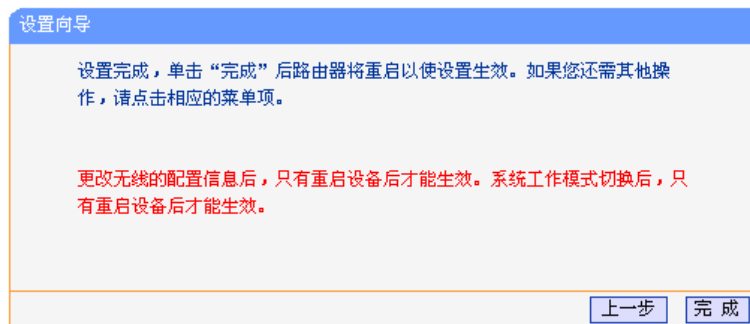 设置向导
设置完成，单击“完成”后路由器将重启以使设置生效。如果您还需其他操
作，请点击相应的菜单项。
更改无线的配置信息后，只有重启设备后才能生效。系统工作模式切换后，只
有重启设备后才能生效。
上一步
完 成